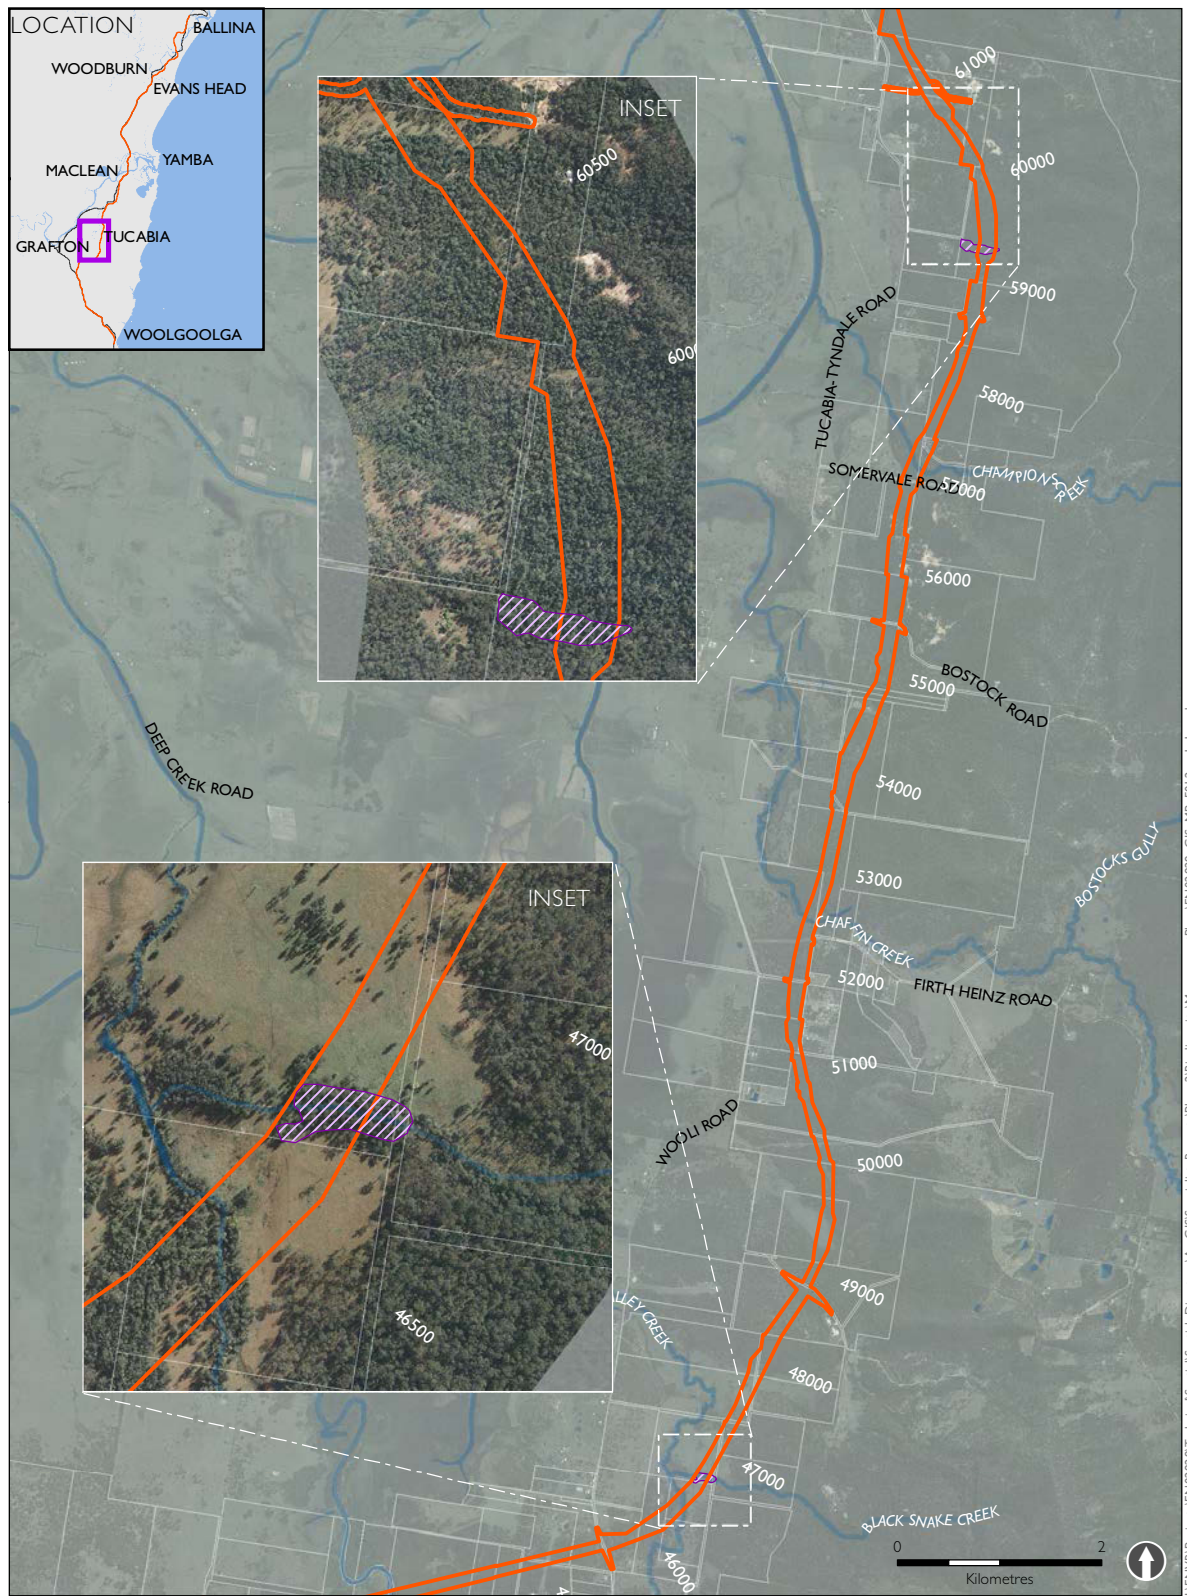 LOCATION
BALLINA
WOODBURN
EVANS HEAD
YAMBA
MACLEAN
TUCABIA
GRAFTON
WOOLGOOLGA
INSET
60500
61000
60000
59000
TUCABIA-TYNDALE ROAD
58000
SOMERVALE ROAD
57000
CHAMPIONS CREEK
56000
55000
BOSTOCK ROAD
DEEP CREEK ROAD
54000
BOSTOCKS GULLY
53000
CHAFFIN CREEK
52000
FIRTH HEINZ ROAD
INSET
47000
46500
51000
WOOLI ROAD
50000
49000
LLEY CREEK
48000
47000
BLACK SNAKE CREEK
46000
0 2
Kilometres